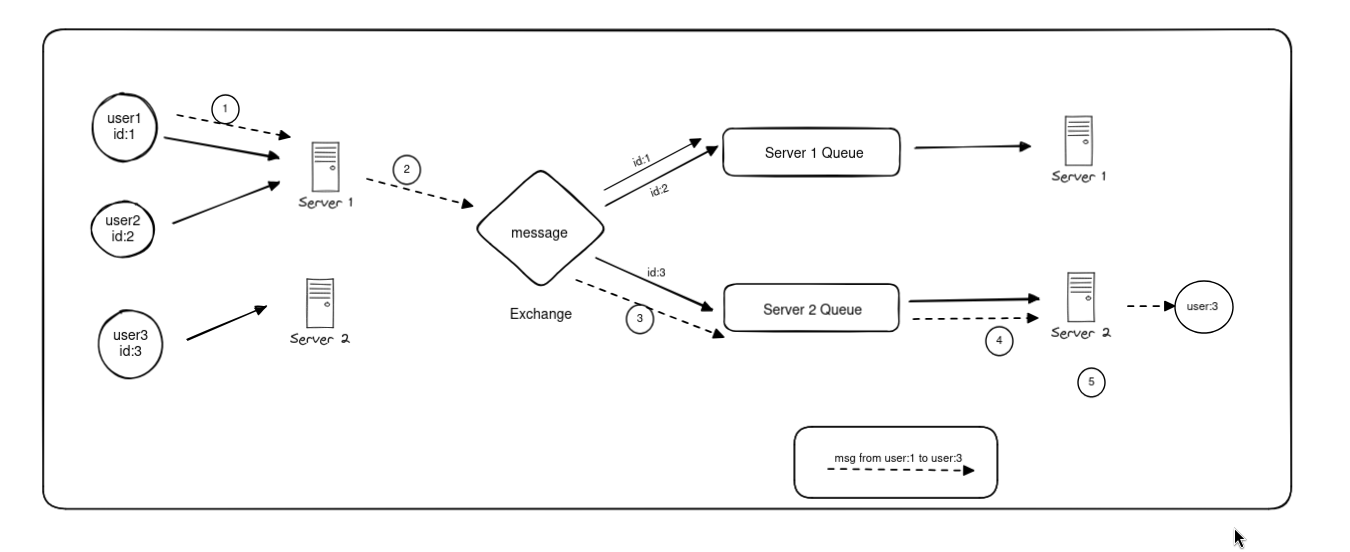 user1
id:1
1
Server 1
user2
id:2
2
message
Exchange
user3
id:3
Server 2
id:1
id:2
Server 1 Queue
Server 1
id:3
3
Server 2 Queue
4
Server 2
user:3
5
msg from user:1 to user:3